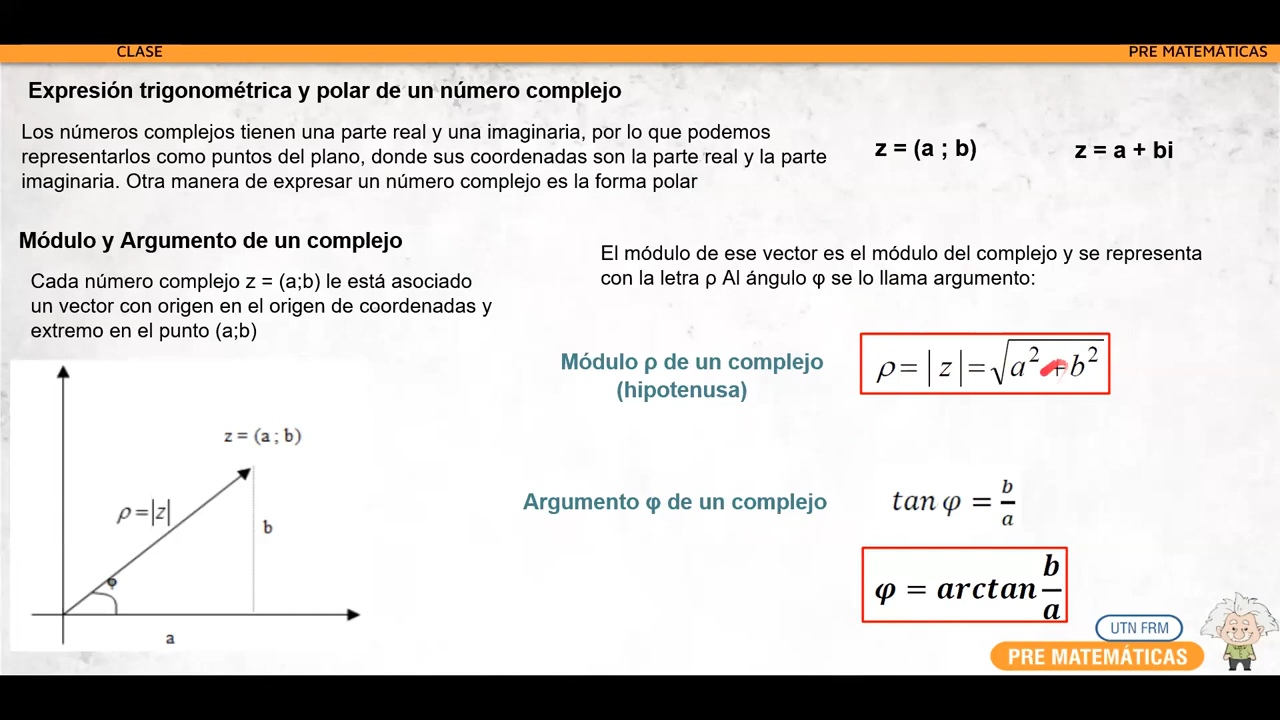 CLASE
PRE MATEMÁTICAS
Expresión trigonométrica y polar de un número complejo
Los números complejos tienen una parte real y una imaginaria, por lo que podemos
representarlos como puntos del plano, donde sus coordenadas son la parte real y la parte
imaginaria. Otra manera de expresar un número complejo es la forma polar
z = (a ; b)
z = a + bi
Módulo y Argumento de un complejo
Cada número complejo z = (a;b) le está asociado
un vector con origen en el origen de coordenadas y
extremo en el punto (a;b)
El módulo de ese vector es el módulo del complejo y se representa
con la letra ρ Al ángulo φ se lo llama argumento:
z = (a ; b)
ρ=|z|
b
φ
a
Módulo ρ de un complejo
(hipotenusa)
ρ = | z | = √a² + b²
Argumento φ de un complejo
tan φ = b/a
φ = arctan b/a
UTN FRM
PRE MATEMÁTICAS